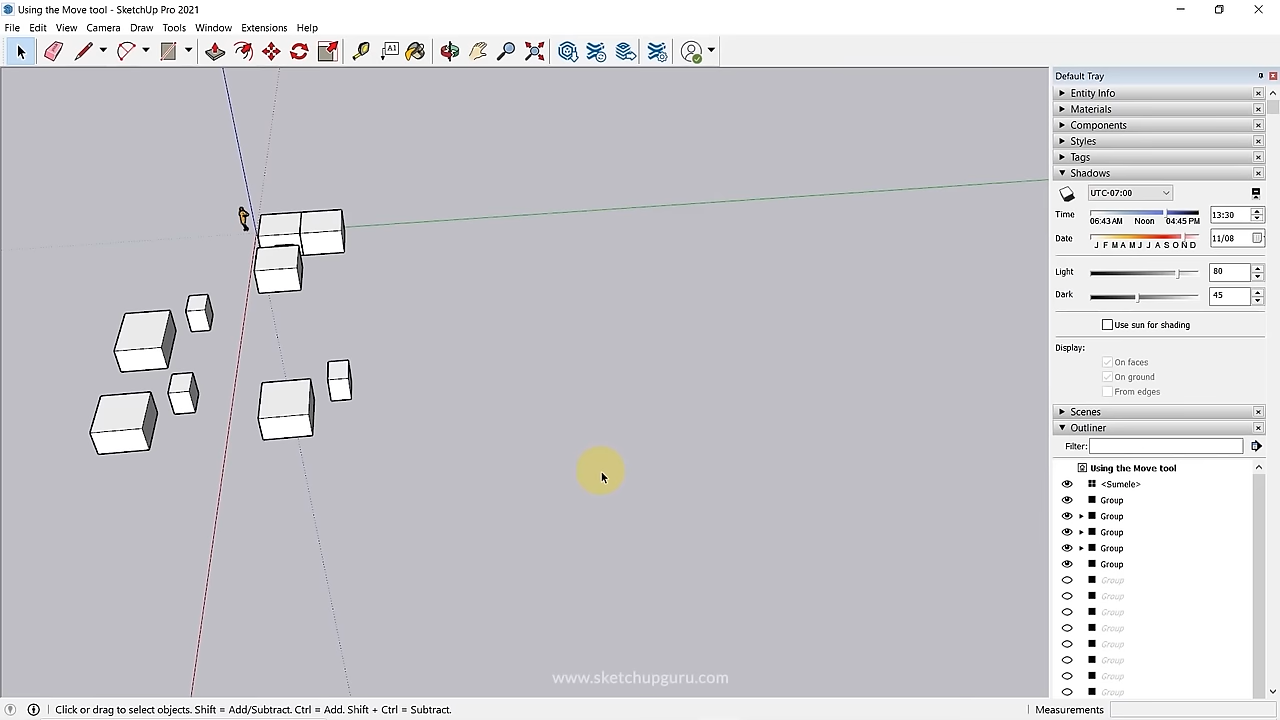 Using the Move tool - SketchUp Pro 2021
File Edit View Camera Draw Tools Window Extensions Help
Default Tray
Entity Info
Materials
Components
Styles
Tags
Shadows
UTC-07:00
Time
06:43 AM Noon 04:45 PM
13:30
Date
J F M A M J J A S O N D
11/08
Light
80
Dark
45
Use sun for shading
Display:
On faces
On ground
From edges
Scenes
Outliner
Filter:
Using the Move tool
<Sumele>
Group
Group
Group
Group
Group
Group
Group
Group
Group
Group
Group
Group
Group
www.sketchupguru.com
Click or drag to select objects. Shift = Add/Subtract. Ctrl = Add. Shift + Ctrl = Subtract.
Measurements